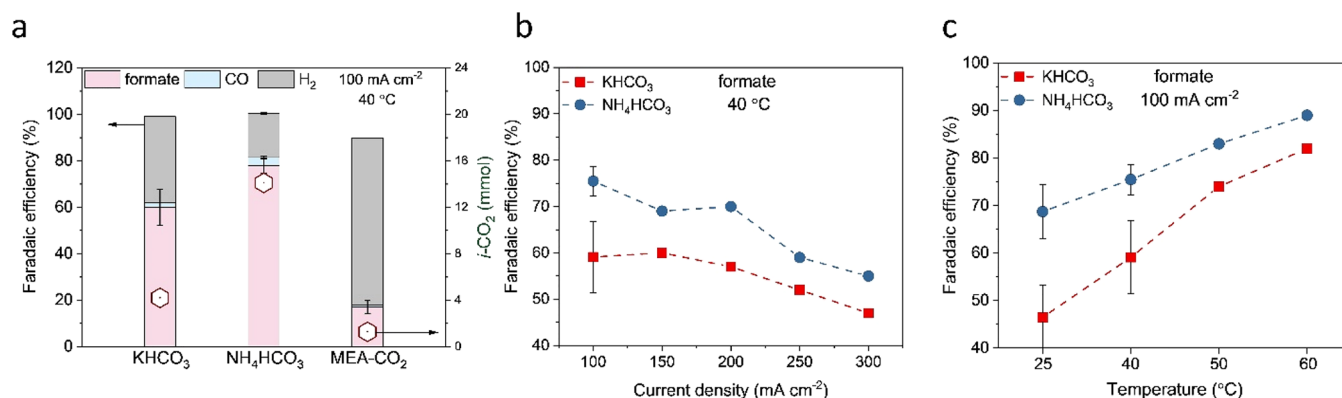 a
formate CO H₂
100 mA cm⁻²
40 °C
Faradaic efficiency (%)
120
100
80
60
40
20
0
24
20
16
12
8
4
0
i-CO₂ (mmol)
KHCO₃ NH₄HCO₃ MEA-CO₂
b
KHCO₃ formate
NH₄HCO₃ 40 °C
Faradaic efficiency (%)
100
90
80
70
60
50
40
100 150 200 250 300
Current density (mA cm⁻²)
c
KHCO₃ formate
NH₄HCO₃ 100 mA cm⁻²
Faradaic efficiency (%)
100
90
80
70
60
50
40
25 40 50 60
Temperature (°C)